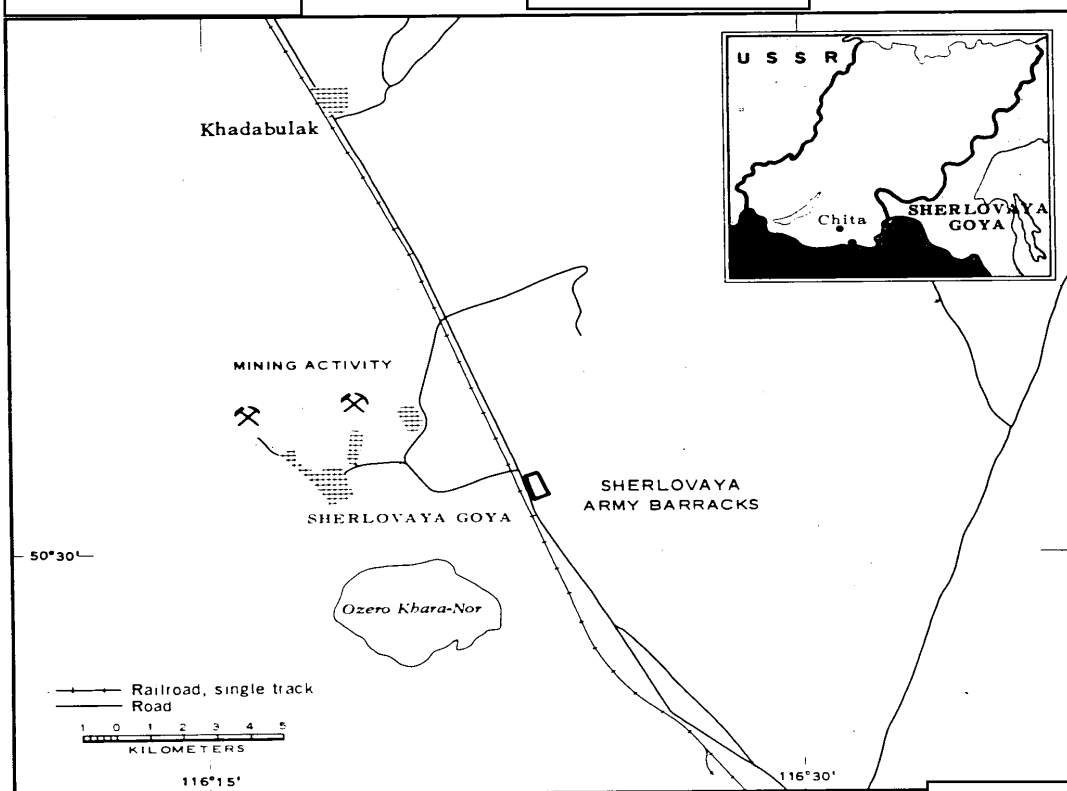 U S S R
Chita
SHERLOVAYA
GOYA
Khadabulak
MINING ACTIVITY
SHERLOVAYA
ARMY BARRACKS
SHERLOVAYA GOYA
50°30'
Ozero Khara-Nor
Railroad, single track
Road
1 0 1 2 3 4 5
KILOMETERS
116°15'
116°30'